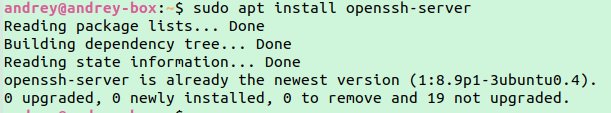 andrey@andrey-box:~$ sudo apt install openssh-server
Reading package lists... Done
Building dependency tree... Done
Reading state information... Done
openssh-server is already the newest version (1:8.9p1-3ubuntu0.4).
0 upgraded, 0 newly installed, 0 to remove and 19 not upgraded.